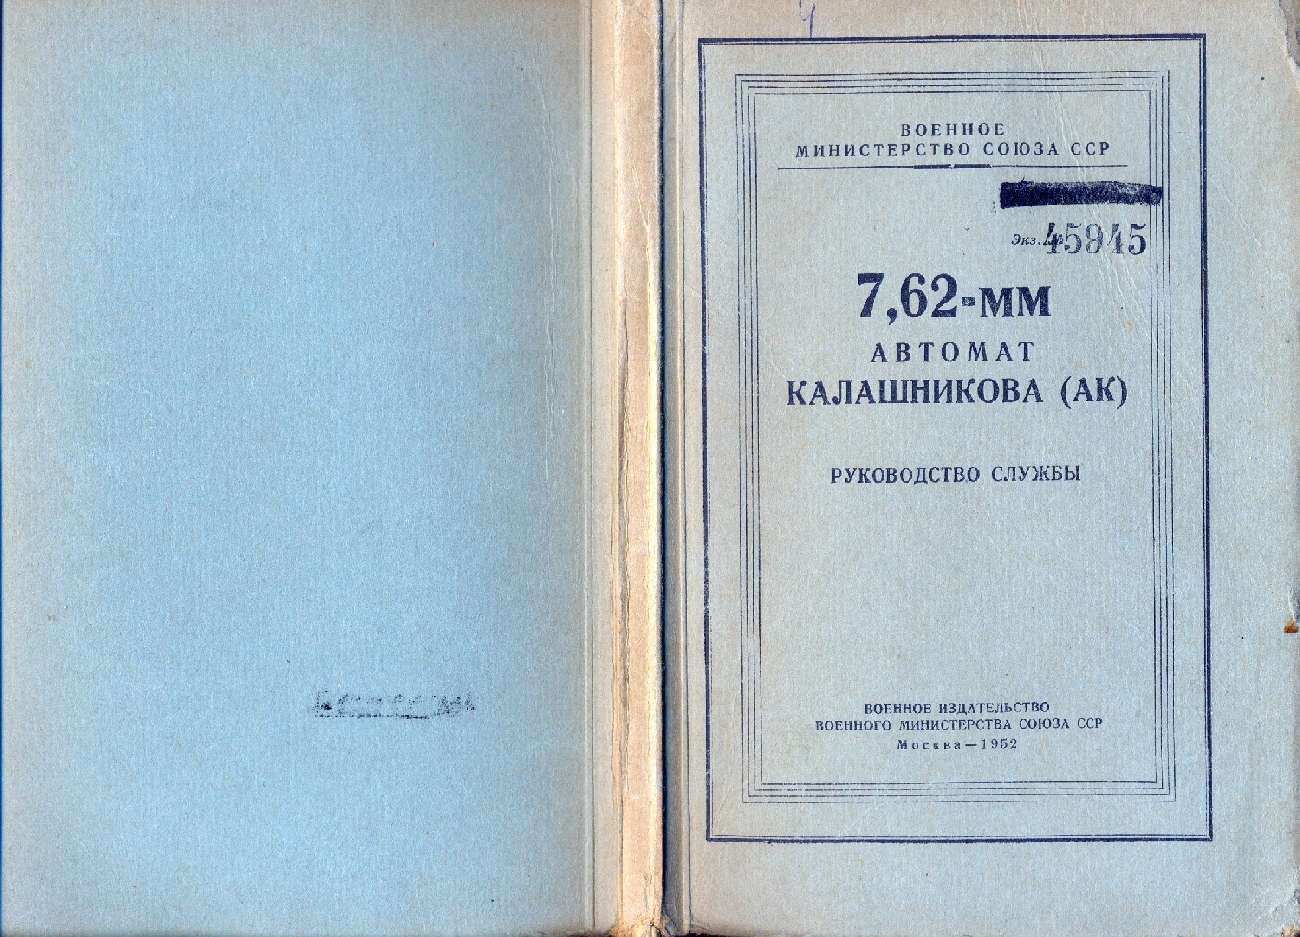 ВОЕННОЕ
МИНИСТЕРСТВО СОЮЗА ССР
Экз. № 45945
7,62-мм
АВТОМАТ
КАЛАШНИКОВА (АК)
РУКОВОДСТВО СЛУЖБЫ
ВОЕННОЕ ИЗДАТЕЛЬСТВО
ВОЕННОГО МИНИСТЕРСТВА СОЮЗА ССР
Москва — 1952